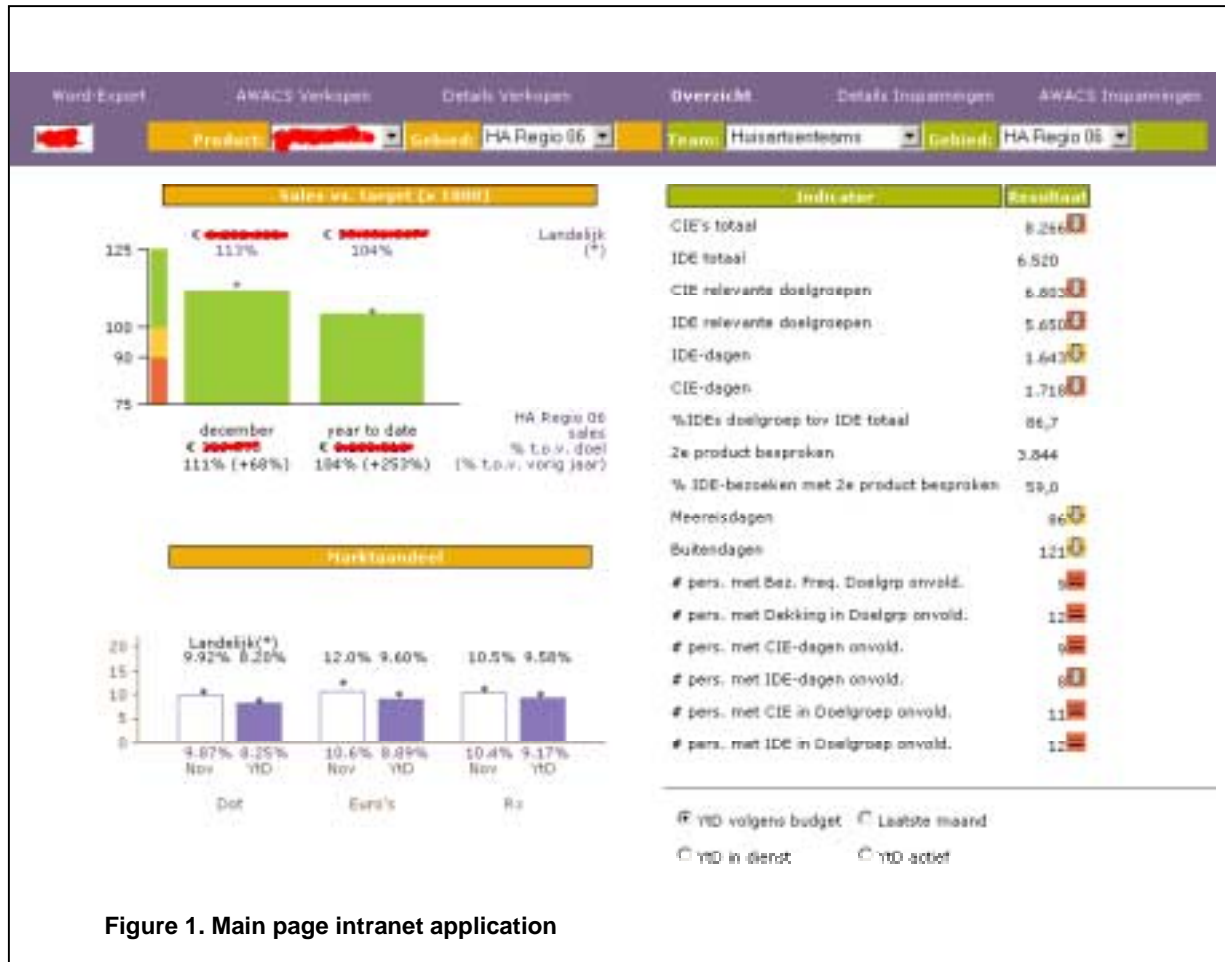 Word-Export AWACS Verkopen Details Verkopen Overzicht Details Inspanningen AWACS Inspanningen
Product: Gebied: HA Regio 06 Team: Huisartsenteams Gebied: HA Regio 06
Sales vs. target (x 1000)
€ € Landelijk
113% 104% (*)
125
100
90
75
december year to date HA Regio 06
€ € sales
111% (+68%) 104% (+253%) % t.o.v. doel
(% t.o.v. vorig jaar)
Marktaandeel
Landelijk(*)
9.92% 8.20% 12.0% 9.60% 10.5% 9.58%
20
15
10
5
0
9.87% 8.25% 10.6% 8.89% 10.4% 9.17%
Nov YtD Nov YtD Nov YtD
Dot Euro's Rx
Indicator Resultaat
CIE's totaal 8.266
IDE totaal 6.520
CIE relevante doelgroepen 6.803
IDE relevante doelgroepen 5.650
IDE-dagen 1.643
CIE-dagen 1.718
%IDEs doelgroep tov IDE totaal 86,7
2e product besproken 3.844
% IDE-bezoeken met 2e product besproken 59,0
Meereisdagen 86
Buitendagen 121
# pers. met Bez. Freq. Doelgrp onvold.
# pers. met Dekking in Doelgrp onvold. 12
# pers. met CIE-dagen onvold. 9
# pers. met IDE-dagen onvold. 8
# pers. met CIE in Doelgroep onvold. 11
# pers. met IDE in Doelgroep onvold. 12
YtD volgens budget Laatste maand
YtD in dienst YtD actief
Figure 1. Main page intranet application